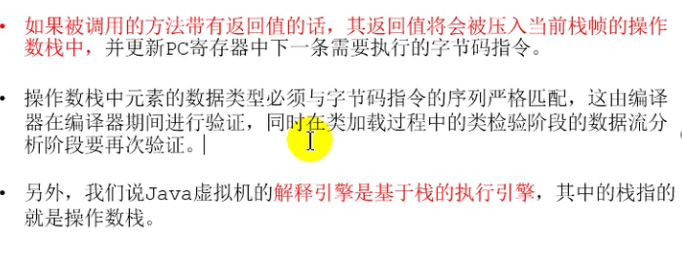 • 如果被调用的方法带有返回值的话，其返回值将会被压入当前栈帧的操作
数栈中，并更新PC寄存器中下一条需要执行的字节码指令。
• 操作数栈中元素的数据类型必须与字节码指令的序列严格匹配，这由编译
器在编译器期间进行验证，同时在类加载过程中的类检验阶段的数据流分
析阶段要再次验证。
• 另外，我们说Java虚拟机的解释引擎是基于栈的执行引擎，其中的栈指的
就是操作数栈。